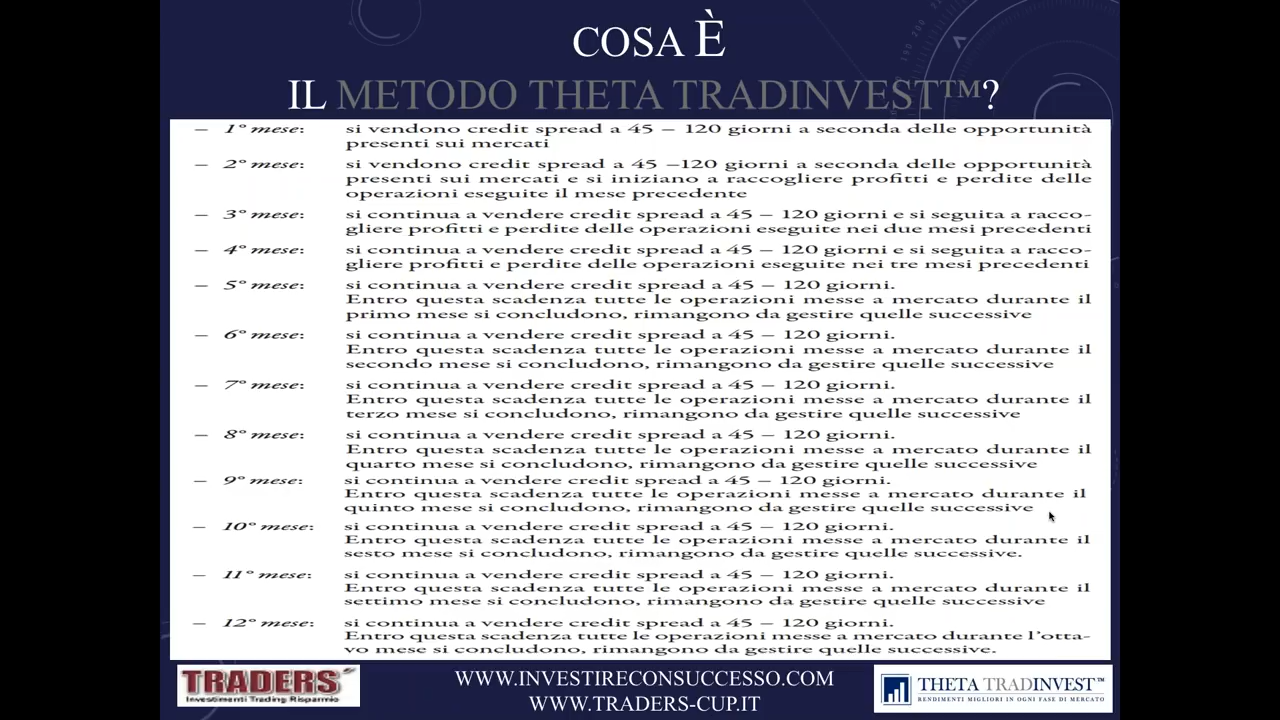 COSA È
IL METODO THETA TRADINVEST™?
– 1° mese: si vendono credit spread a 45 – 120 giorni a seconda delle opportunità
presenti sui mercati
– 2° mese: si vendono credit spread a 45 –120 giorni a seconda delle opportunità
presenti sui mercati e si iniziano a raccogliere profitti e perdite delle
operazioni eseguite il mese precedente
– 3° mese: si continua a vendere credit spread a 45 – 120 giorni e si seguita a racco-
gliere profitti e perdite delle operazioni eseguite nei due mesi precedenti
– 4° mese: si continua a vendere credit spread a 45 – 120 giorni e si seguita a racco-
gliere profitti e perdite delle operazioni eseguite nei tre mesi precedenti
– 5° mese: si continua a vendere credit spread a 45 – 120 giorni.
Entro questa scadenza tutte le operazioni messe a mercato durante il
primo mese si concludono, rimangono da gestire quelle successive
– 6° mese: si continua a vendere credit spread a 45 – 120 giorni.
Entro questa scadenza tutte le operazioni messe a mercato durante il
secondo mese si concludono, rimangono da gestire quelle successive
– 7° mese: si continua a vendere credit spread a 45 – 120 giorni.
Entro questa scadenza tutte le operazioni messe a mercato durante il
terzo mese si concludono, rimangono da gestire quelle successive
– 8° mese: si continua a vendere credit spread a 45 – 120 giorni.
Entro questa scadenza tutte le operazioni messe a mercato durante il
quarto mese si concludono, rimangono da gestire quelle successive
– 9° mese: si continua a vendere credit spread a 45 – 120 giorni.
Entro questa scadenza tutte le operazioni messe a mercato durante il
quinto mese si concludono, rimangono da gestire quelle successive
– 10° mese: si continua a vendere credit spread a 45 – 120 giorni.
Entro questa scadenza tutte le operazioni messe a mercato durante il
sesto mese si concludono, rimangono da gestire quelle successive.
– 11° mese: si continua a vendere credit spread a 45 – 120 giorni.
Entro questa scadenza tutte le operazioni messe a mercato durante il
settimo mese si concludono, rimangono da gestire quelle successive
– 12° mese: si continua a vendere credit spread a 45 – 120 giorni.
Entro questa scadenza tutte le operazioni messe a mercato durante l'otta-
vo mese si concludono, rimangono da gestire quelle successive.
TRADERS'
Investimenti Trading Risparmio
WWW.INVESTIRECONSUCCESSO.COM
WWW.TRADERS-CUP.IT
THETA TRADINVEST™
RENDIMENTI MIGLIORI IN OGNI FASE DI MERCATO